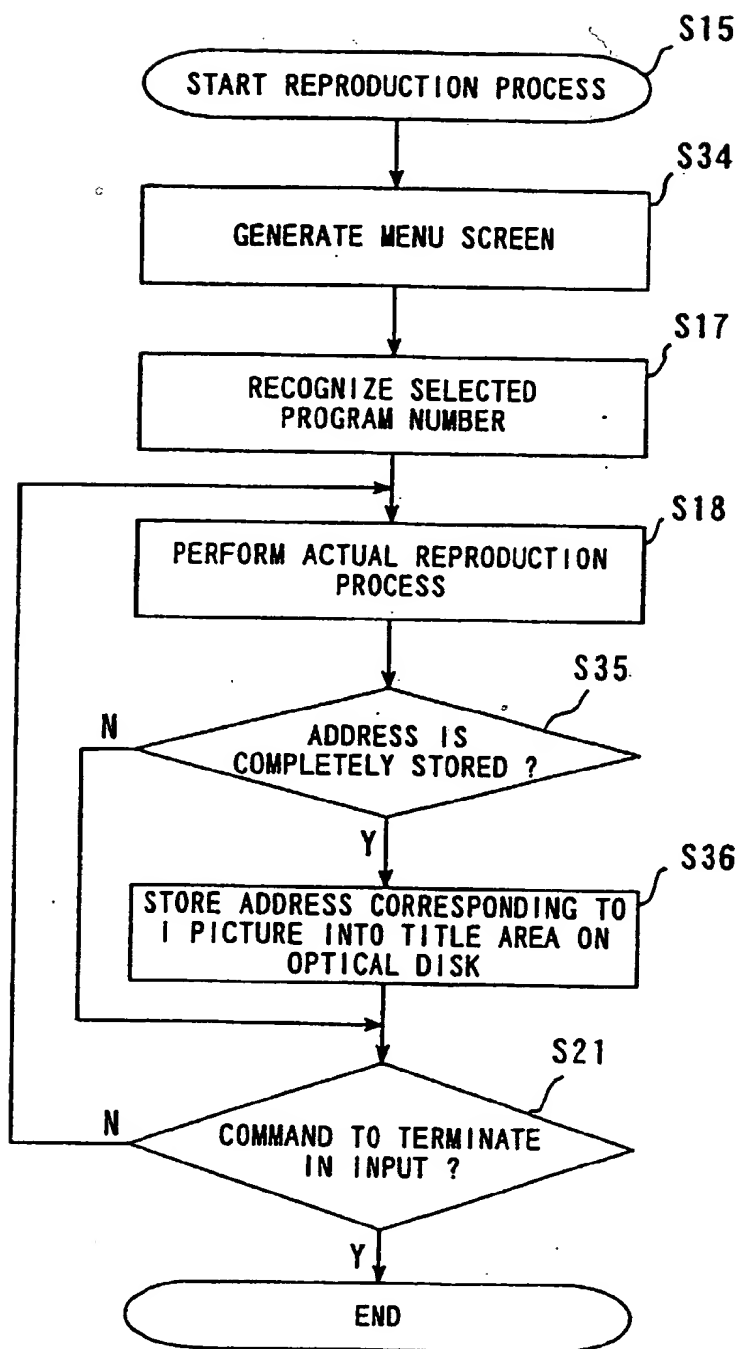 S15
START REPRODUCTION PROCESS
S34
GENERATE MENU SCREEN
S17
RECOGNIZE SELECTED
PROGRAM NUMBER
S18
PERFORM ACTUAL REPRODUCTION
PROCESS
S35
N
ADDRESS IS
COMPLETELY STORED ?
Y
S36
STORE ADDRESS CORRESPONDING TO
I PICTURE INTO TITLE AREA ON
OPTICAL DISK
S21
N
COMMAND TO TERMINATE
IN INPUT ?
Y
END